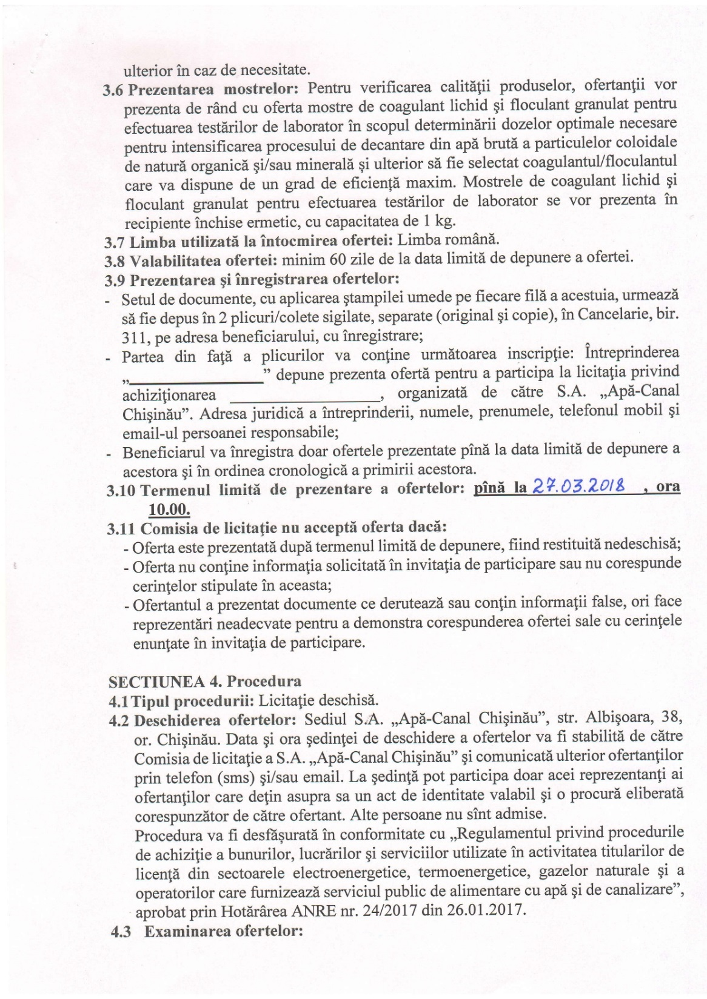 ulterior în caz de necesitate.
3.6 Prezentarea mostrelor: Pentru verificarea calităţii produselor, ofertanţii vor
prezenta de rând cu oferta mostre de coagulant lichid şi floculant granulat pentru
efectuarea testărilor de laborator în scopul determinării dozelor optimale necesare
pentru intensificarea procesului de decantare din apă brută a particulelor coloidale
de natură organică şi/sau minerală și ulterior să fie selectat coagulantul/floculantul
care va dispune de un grad de eficiență maxim. Mostrele de coagulant lichid şi
floculant granulat pentru efectuarea testărilor de laborator se vor prezenta în
recipiente închise ermetic, cu capacitatea de 1 kg.
3.7 Limba utilizată la întocmirea ofertei: Limba română.
3.8 Valabilitatea ofertei: minim 60 zile de la data limită de depunere a ofertei.
3.9 Prezentarea şi înregistrarea ofertelor:
- Setul de documente, cu aplicarea ştampilei umede pe fiecare filă a acestuia, urmează
să fie depus în 2 plicuri/colete sigilate, separate (original şi copie), în Cancelarie, bir.
311, pe adresa beneficiarului, cu înregistrare;
- Partea din faţă a plicurilor va conţine următoarea inscripţie: Întreprinderea
„__________________” depune prezenta ofertă pentru a participa la licitaţia privind
achiziţionarea ____________________, organizată de către S.A. „Apă-Canal
Chişinău”. Adresa juridică a întreprinderii, numele, prenumele, telefonul mobil şi
email-ul persoanei responsabile;
- Beneficiarul va înregistra doar ofertele prezentate pînă la data limită de depunere a
acestora şi în ordinea cronologică a primirii acestora.
3.10 Termenul limită de prezentare a ofertelor: pînă la 27.03.2018 , ora
10.00.
3.11 Comisia de licitaţie nu acceptă oferta dacă:
- Oferta este prezentată după termenul limită de depunere, fiind restituită nedeschisă;
- Oferta nu conţine informaţia solicitată în invitaţia de participare sau nu corespunde
cerinţelor stipulate în aceasta;
- Ofertantul a prezentat documente ce derutează sau conţin informaţii false, ori face
reprezentări neadecvate pentru a demonstra corespunderea ofertei sale cu cerinţele
enunţate în invitaţia de participare.
SECTIUNEA 4. Procedura
4.1 Tipul procedurii: Licitaţie deschisă.
4.2 Deschiderea ofertelor: Sediul S.A. „Apă-Canal Chişinău”, str. Albişoara, 38,
or. Chişinău. Data şi ora şedinţei de deschidere a ofertelor va fi stabilită de către
Comisia de licitaţie a S.A. „Apă-Canal Chişinău” şi comunicată ulterior ofertanţilor
prin telefon (sms) şi/sau email. La şedinţă pot participa doar acei reprezentanţi ai
ofertanţilor care deţin asupra sa un act de identitate valabil şi o procură eliberată
corespunzător de către ofertant. Alte persoane nu sînt admise.
Procedura va fi desfășurată în conformitate cu „Regulamentul privind procedurile
de achiziţie a bunurilor, lucrărilor şi serviciilor utilizate în activitatea titularilor de
licenţă din sectoarele electroenergetice, termoenergetice, gazelor naturale şi a
operatorilor care furnizează serviciul public de alimentare cu apă şi de canalizare”,
aprobat prin Hotărârea ANRE nr. 24/2017 din 26.01.2017.
4.3 Examinarea ofertelor: